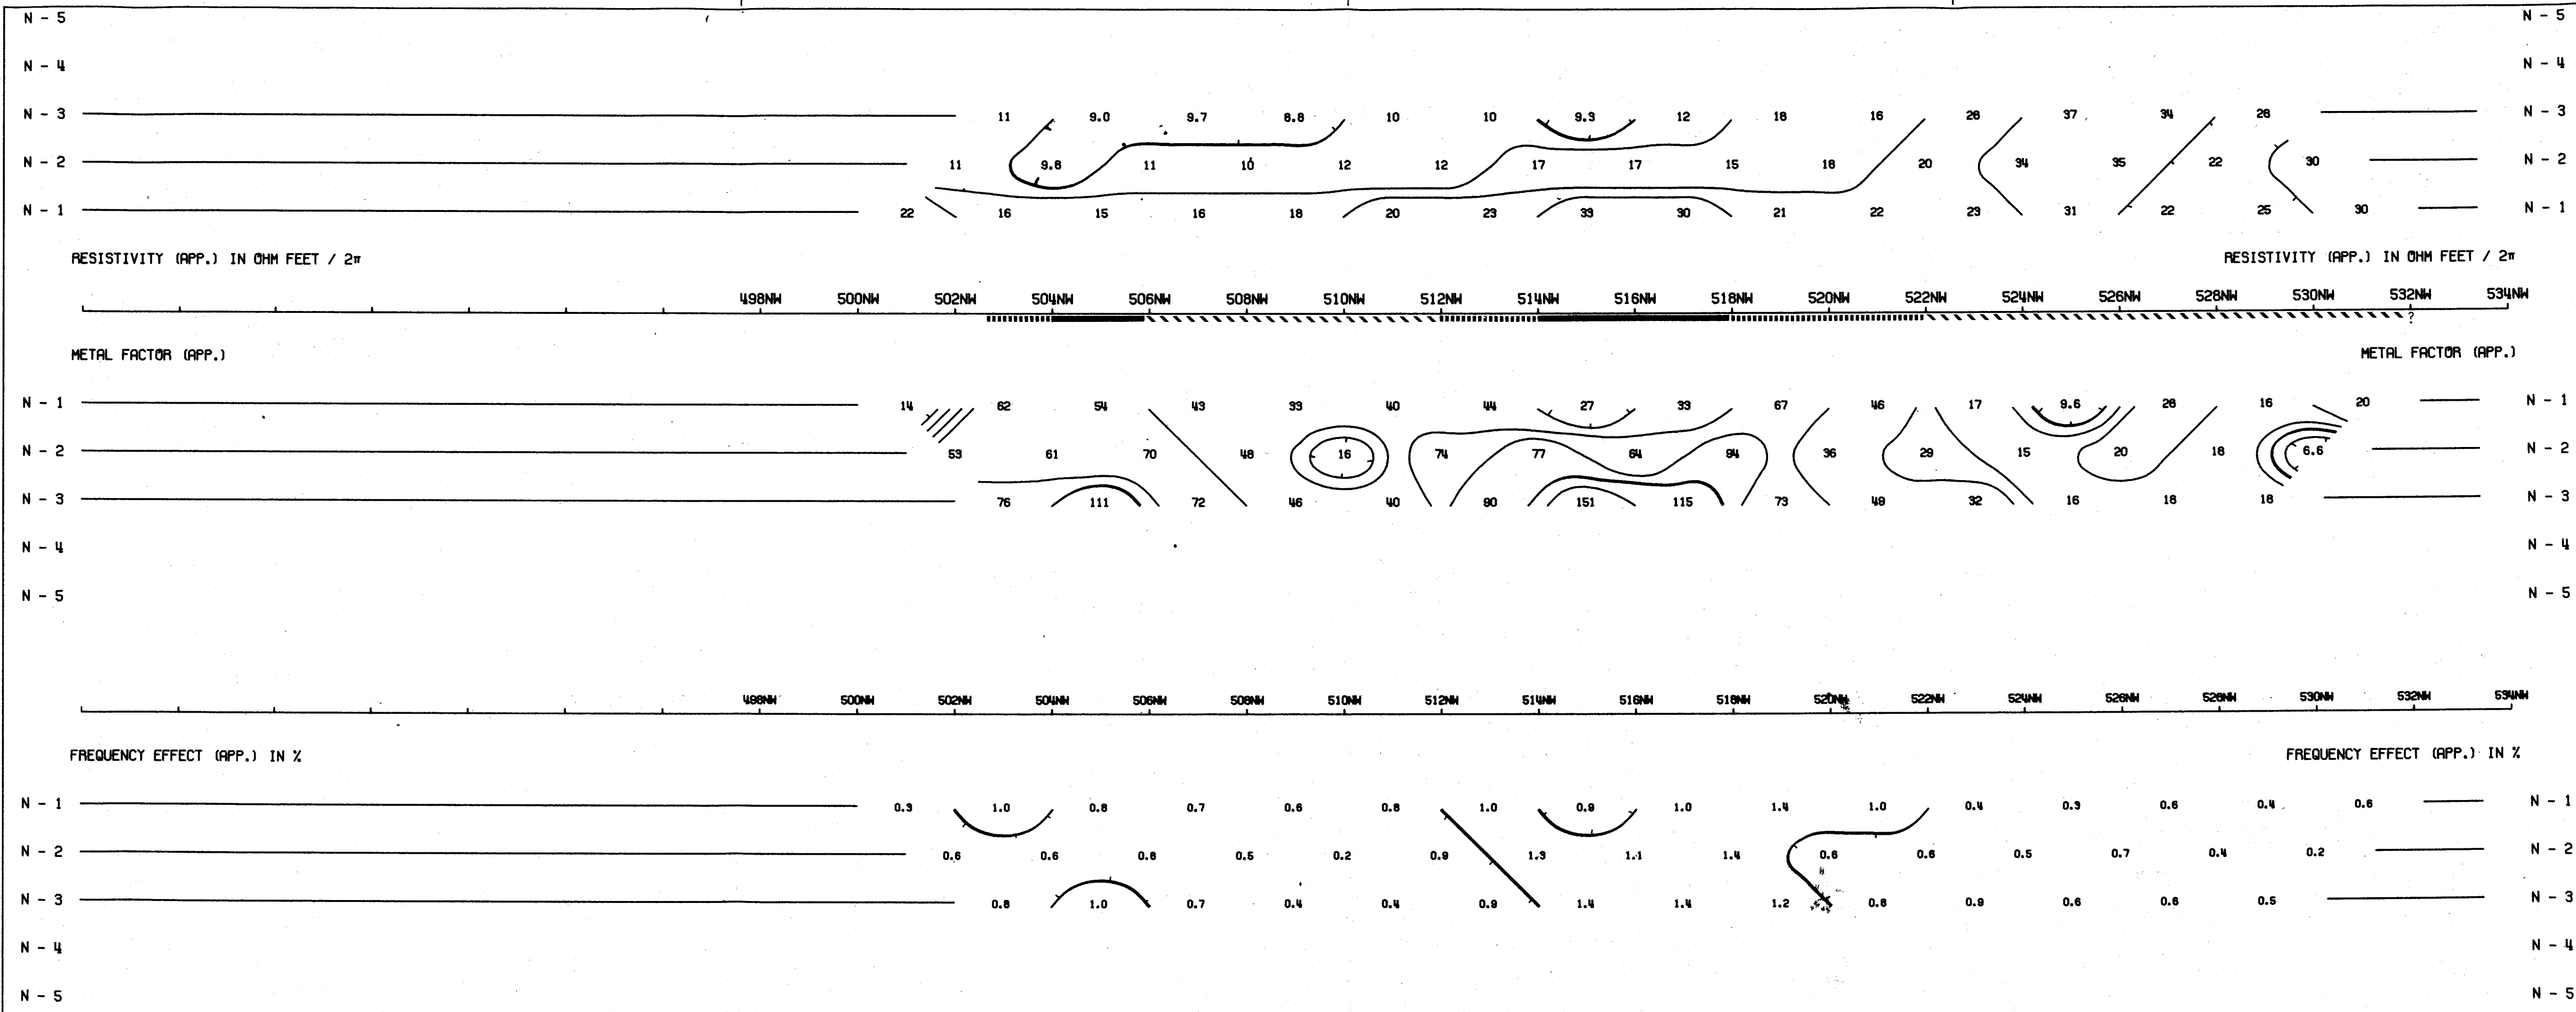 N - 5 N - 5
N - 4 N - 4
N - 3 11 9.0 9.7 8.8 10 10 9.3 12 18 16 28 37 34 28 N - 3
N - 2 11 9.8 11 10 12 12 17 17 15 18 20 34 35 22 30 N - 2
N - 1 22 16 15 16 18 20 23 33 30 21 22 23 31 22 25 30 N - 1
RESISTIVITY (APP.) IN OHM FEET / 2π RESISTIVITY (APP.) IN OHM FEET / 2π
498NW 500NW 502NW 504NW 506NW 508NW 510NW 512NW 514NW 516NW 518NW 520NW 522NW 524NW 526NW 528NW 530NW 532NW 534NW
?
METAL FACTOR (APP.) METAL FACTOR (APP.)
N - 1 14 62 54 43 33 40 44 27 33 67 46 17 9.6 28 16 20 N - 1
N - 2 53 61 70 48 16 74 77 64 94 36 29 15 20 18 6.6 N - 2
N - 3 76 111 72 46 40 90 151 115 73 49 32 16 18 18 N - 3
N - 4 N - 4
N - 5 N - 5
498NW 500NW 502NW 504NW 506NW 508NW 510NW 512NW 514NW 516NW 518NW 520NW 522NW 524NW 526NW 528NW 530NW 532NW 534NW
FREQUENCY EFFECT (APP.) IN % FREQUENCY EFFECT (APP.) IN %
N - 1 0.3 1.0 0.8 0.7 0.6 0.8 1.0 0.9 1.0 1.4 1.0 0.4 0.3 0.6 0.4 0.6 N - 1
N - 2 0.6 0.6 0.8 0.5 0.2 0.9 1.3 1.1 1.4 0.6 0.6 0.5 0.7 0.4 0.2 N - 2
N - 3 0.8 1.0 0.7 0.4 0.4 0.9 1.4 1.4 1.2 0.8 0.9 0.6 0.6 0.5 N - 3
N - 4 N - 4
N - 5 N - 5